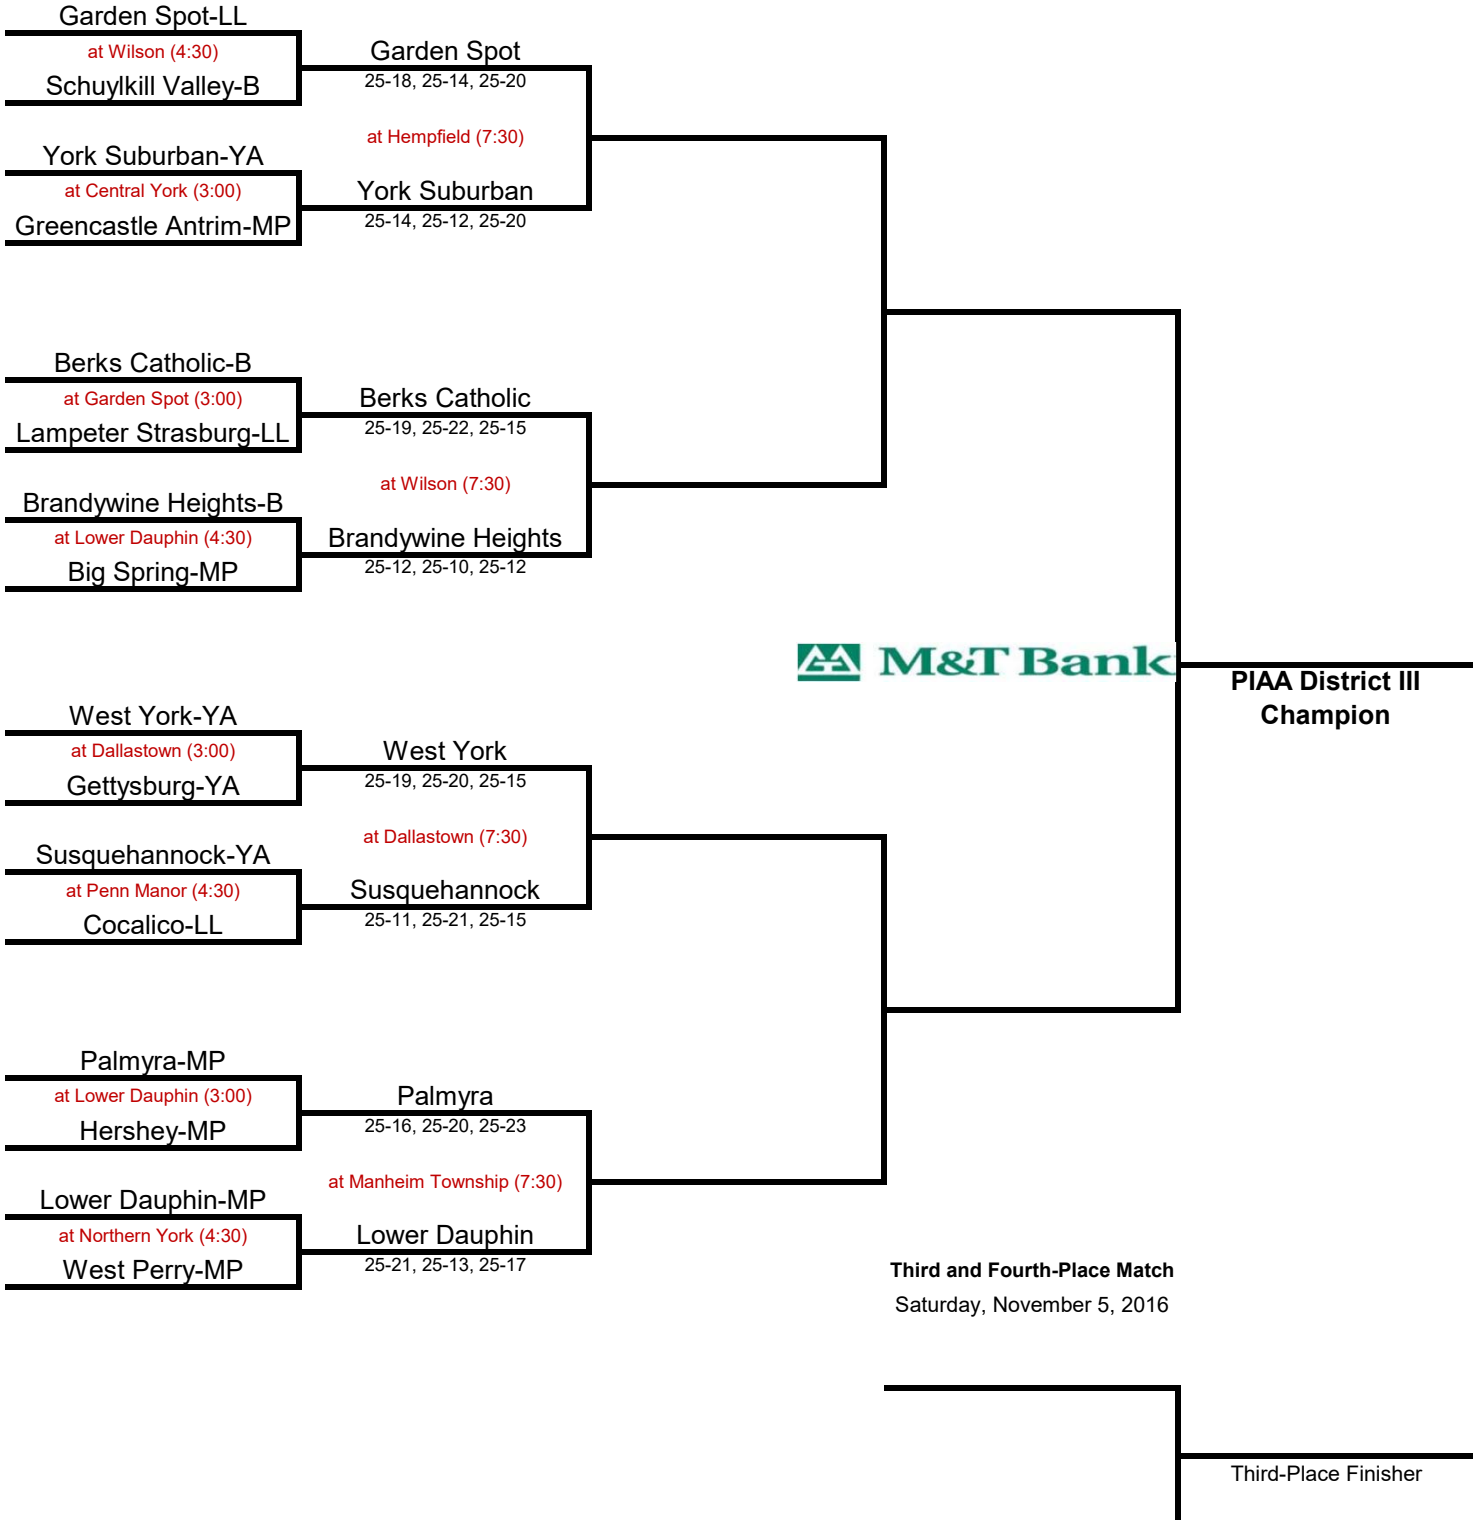 Garden Spot-LL
at Wilson (4:30)
Schuylkill Valley-B
Garden Spot
25-18, 25-14, 25-20
at Hempfield (7:30)
York Suburban-YA
at Central York (3:00)
Greencastle Antrim-MP
York Suburban
25-14, 25-12, 25-20
Berks Catholic-B
at Garden Spot (3:00)
Lampeter Strasburg-LL
Berks Catholic
25-19, 25-22, 25-15
at Wilson (7:30)
Brandywine Heights-B
at Lower Dauphin (4:30)
Big Spring-MP
Brandywine Heights
25-12, 25-10, 25-12
M&T Bank
PIAA District III
Champion
West York-YA
at Dallastown (3:00)
Gettysburg-YA
West York
25-19, 25-20, 25-15
at Dallastown (7:30)
Susquehannock-YA
at Penn Manor (4:30)
Cocalico-LL
Susquehannock
25-11, 25-21, 25-15
Palmyra-MP
at Lower Dauphin (3:00)
Hershey-MP
Palmyra
25-16, 25-20, 25-23
at Manheim Township (7:30)
Lower Dauphin-MP
at Northern York (4:30)
West Perry-MP
Lower Dauphin
25-21, 25-13, 25-17
Third and Fourth-Place Match
Saturday, November 5, 2016
Third-Place Finisher